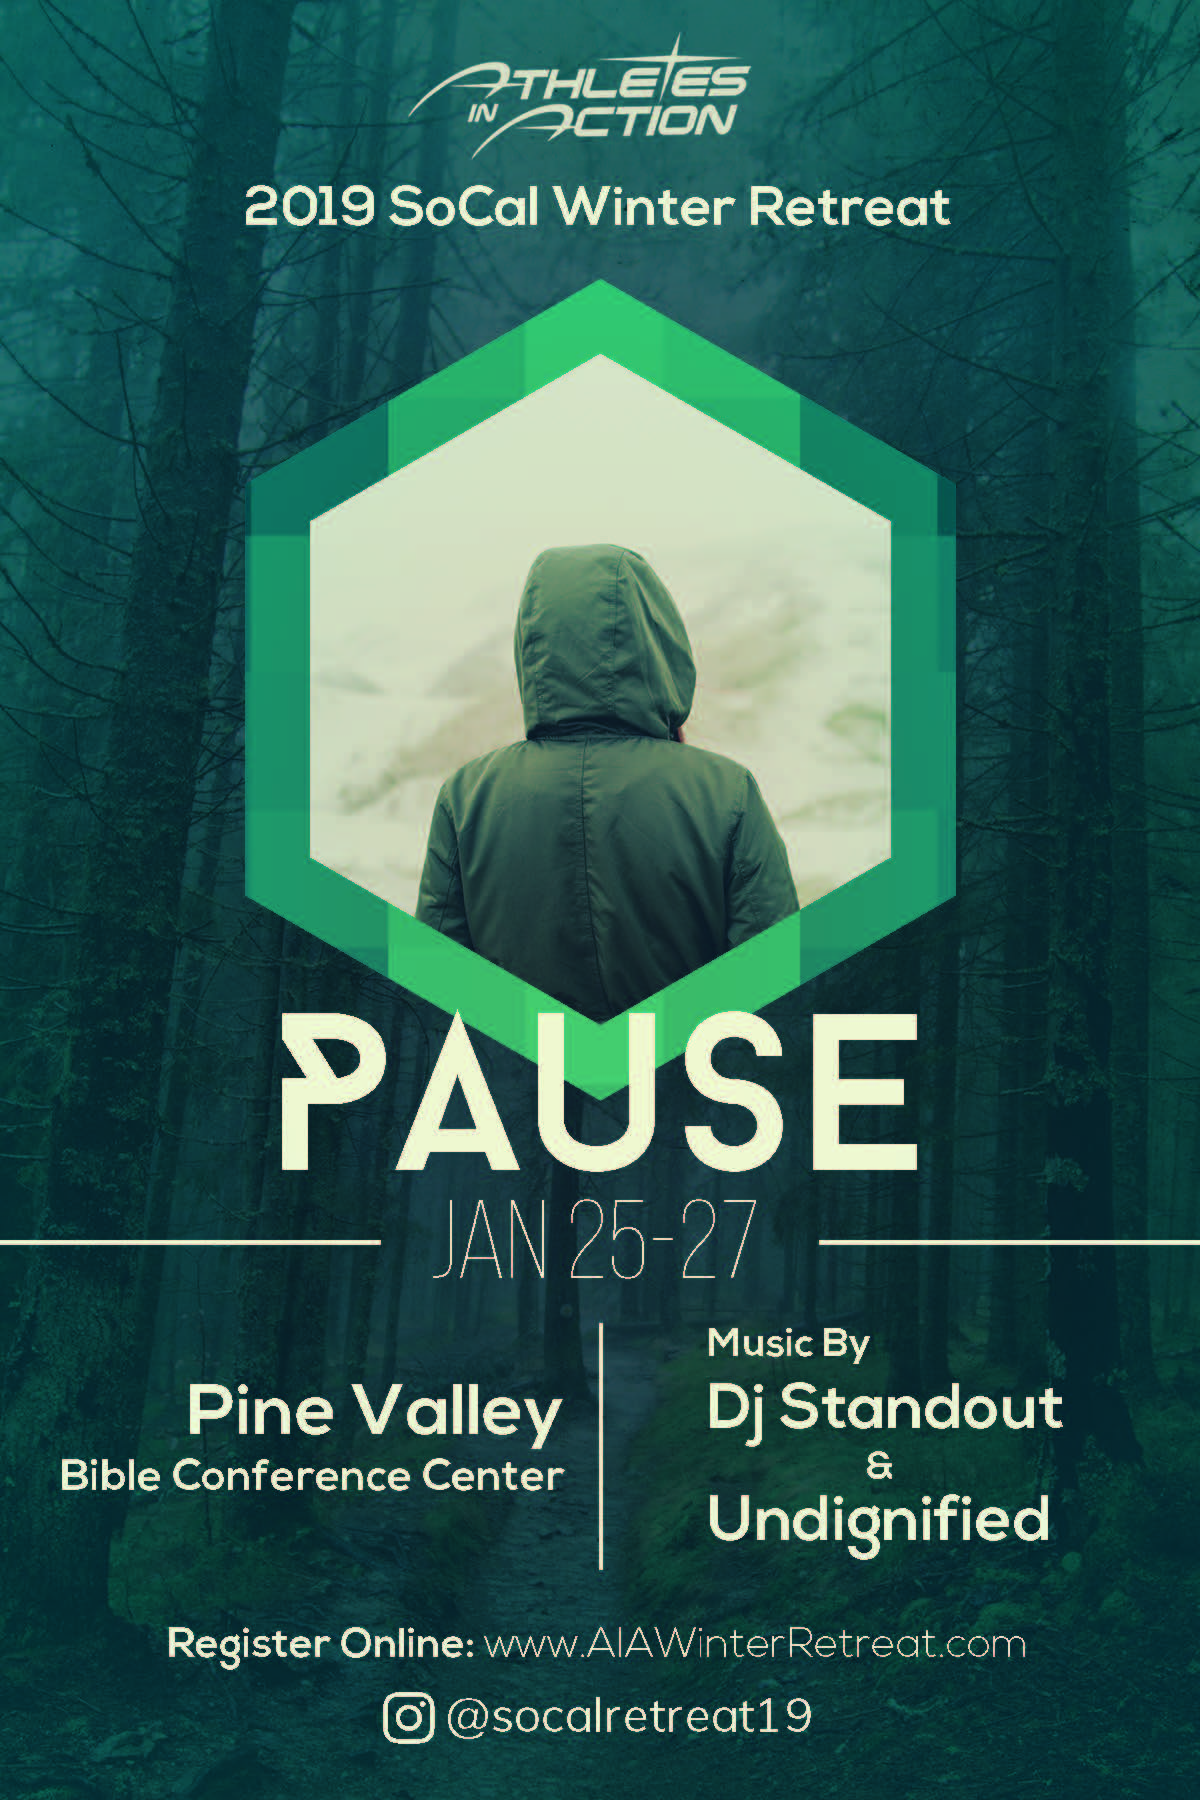 ATHLETES
IN ACTION
2019 SoCal Winter Retreat
PAUSE
JAN 25-27
Pine Valley
Bible Conference Center
Music By
Dj Standout
&
Undignified
Register Online: www.AIAWinterRetreat.com
@socalretreat19